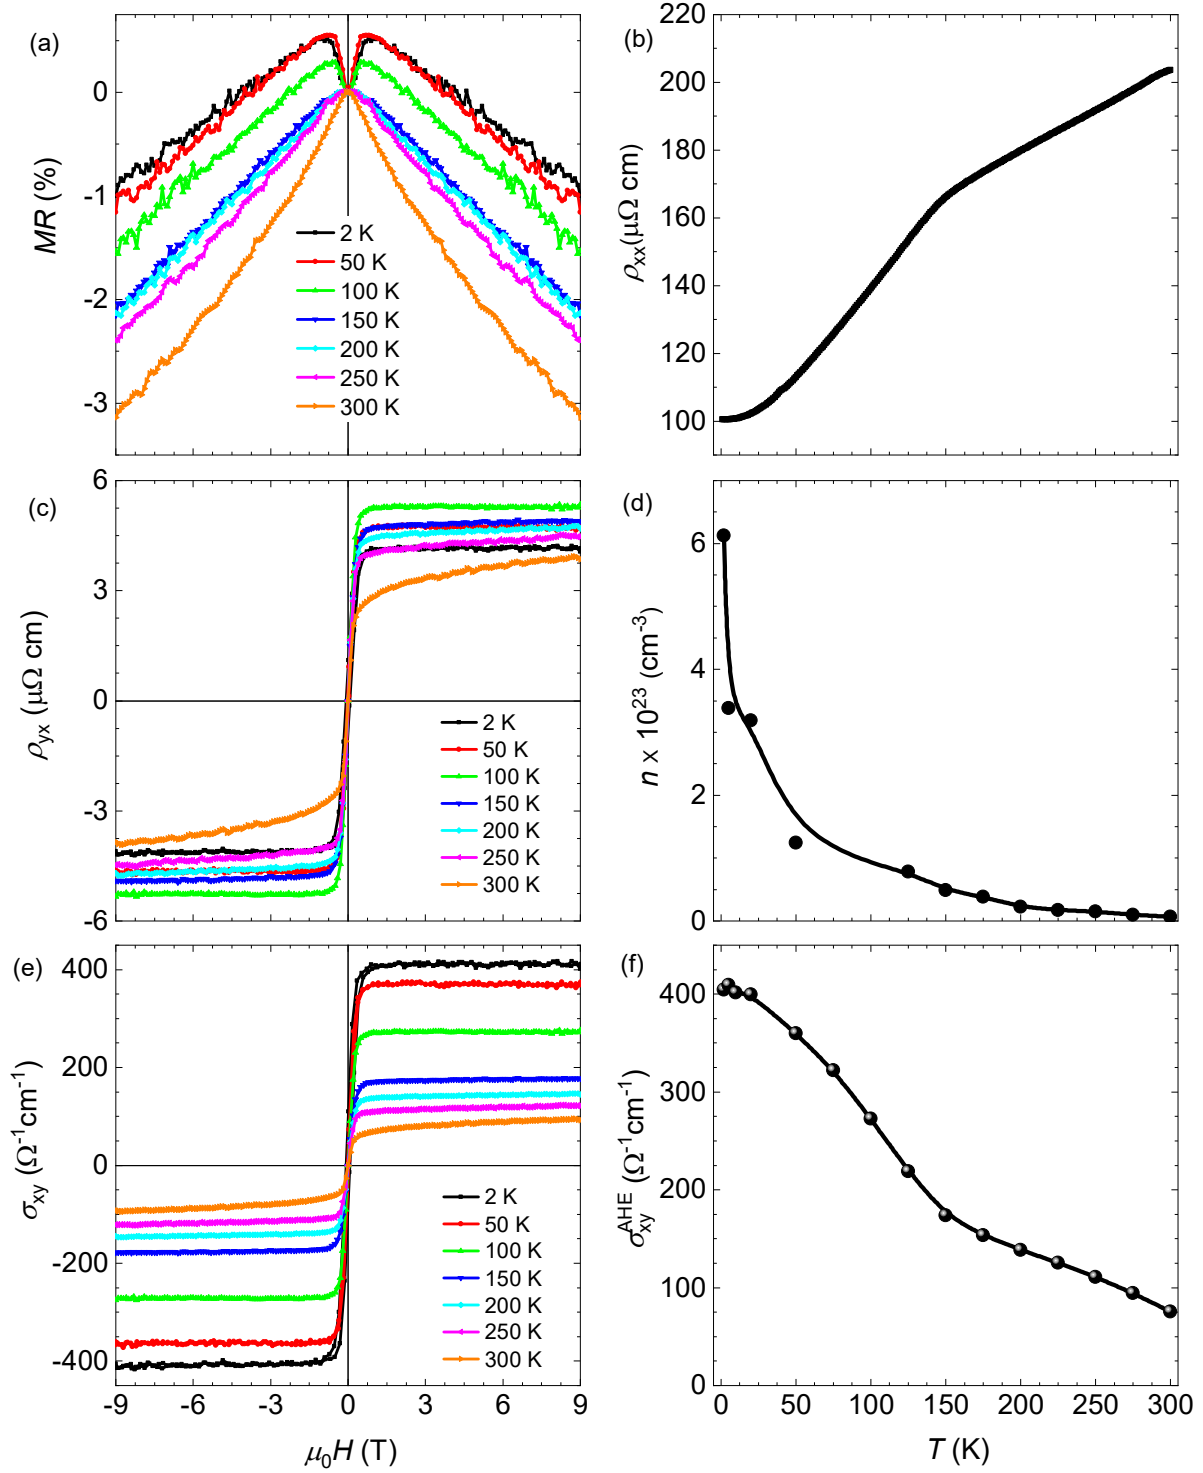 (a)
MR (%)
0
-1
-2
-3
2 K
50 K
100 K
150 K
200 K
250 K
300 K
(b)
ρxx(μΩ cm)
220
200
180
160
140
120
100
(c)
ρyx (μΩ cm)
6
3
0
-3
-6
2 K
50 K
100 K
150 K
200 K
250 K
300 K
(d)
n x 10²³ (cm⁻³)
6
4
2
0
(e)
σxy (Ω⁻¹cm⁻¹)
400
200
0
-200
-400
2 K
50 K
100 K
150 K
200 K
250 K
300 K
-9 -6 -3 0 3 6 9
μ₀H (T)
(f)
σxy^AHE (Ω⁻¹cm⁻¹)
400
300
200
100
0
0 50 100 150 200 250 300
T (K)